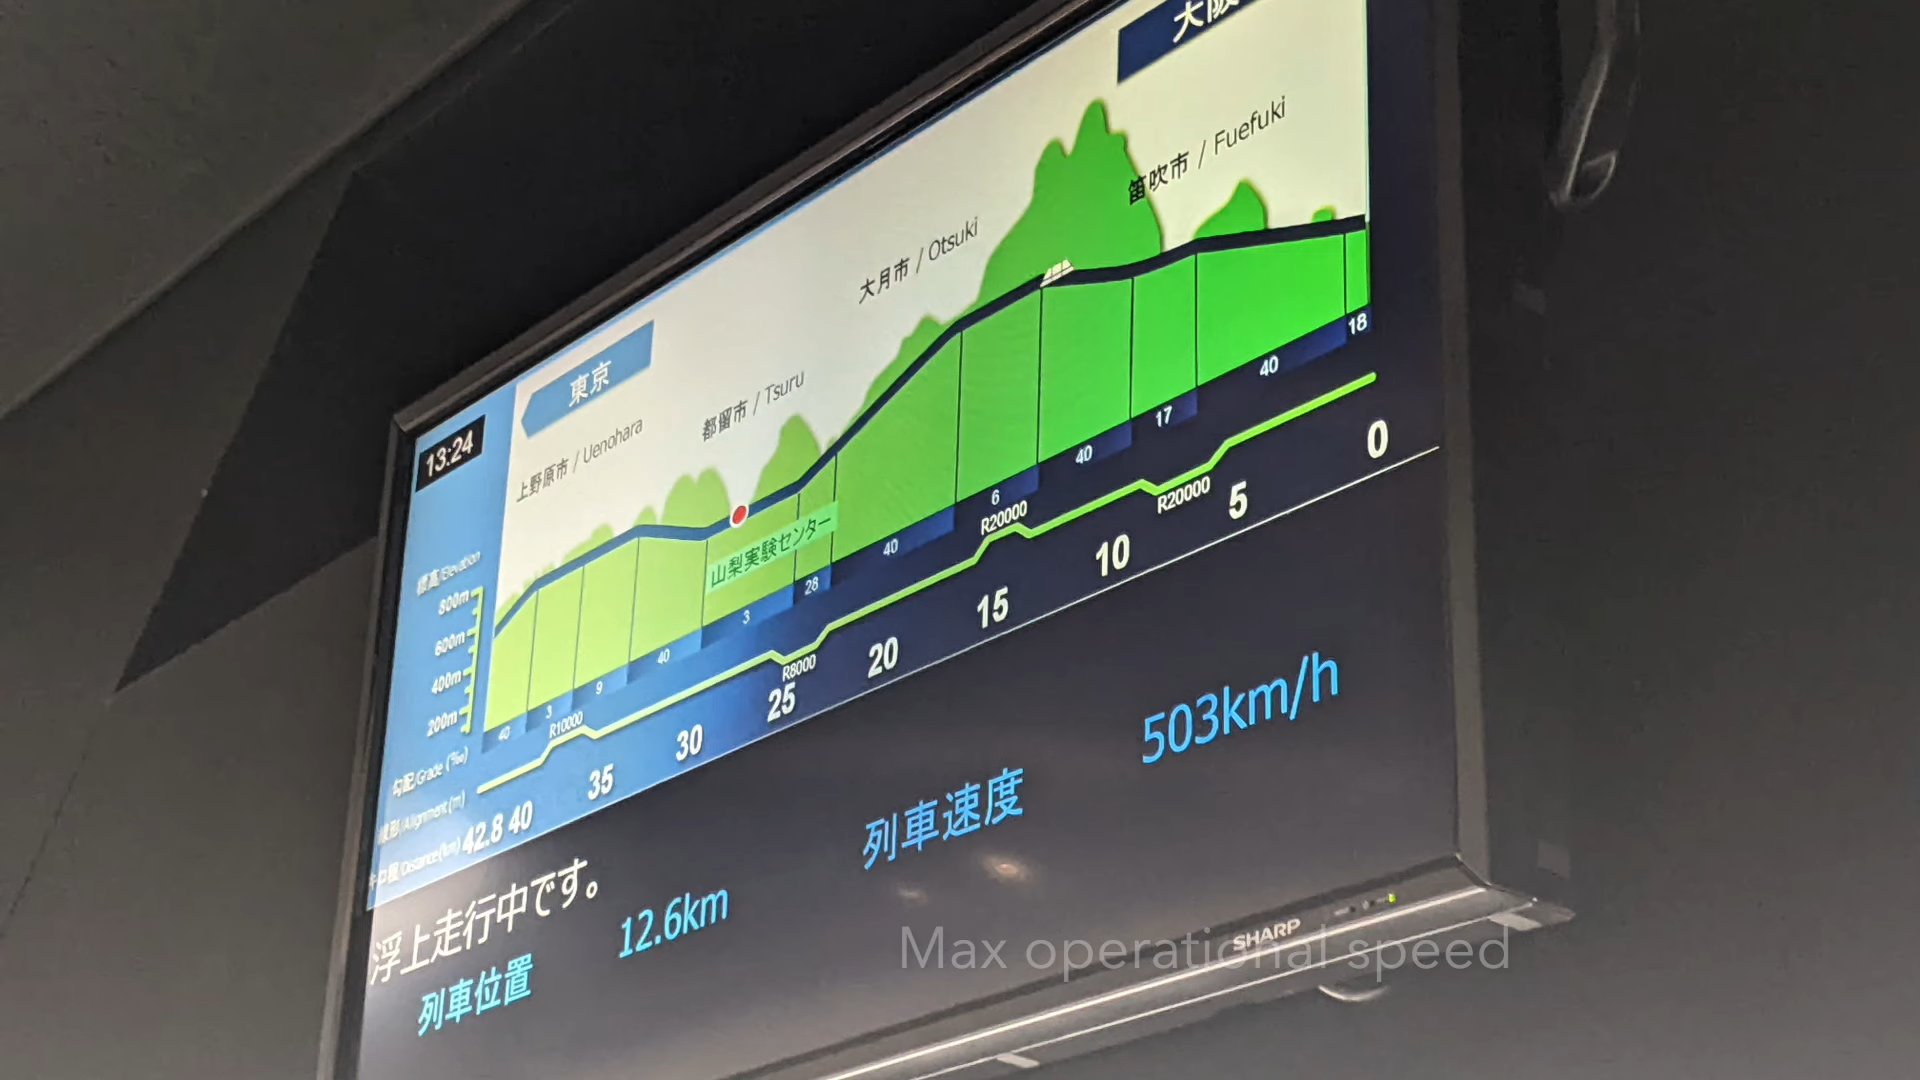 大阪
笛吹市 / Fuefuki
大月市 / Otsuki
東京
13:24
都留市 / Tsuru
上野原市 / Uenohara
山梨実験センター
標高/Elevation
800m
600m
400m
200m
勾配/Grade (‰)
40 3 9 40 3 28 40 6 40 17 40 18
線形/Alignment (m)
R10000 R8000 R20000 R20000
キロ程/Distance(km) 42.8 40 35 30 25 20 15 10 5 0
浮上走行中です。
列車位置 12.6km 列車速度 503km/h
SHARP
Max operational speed